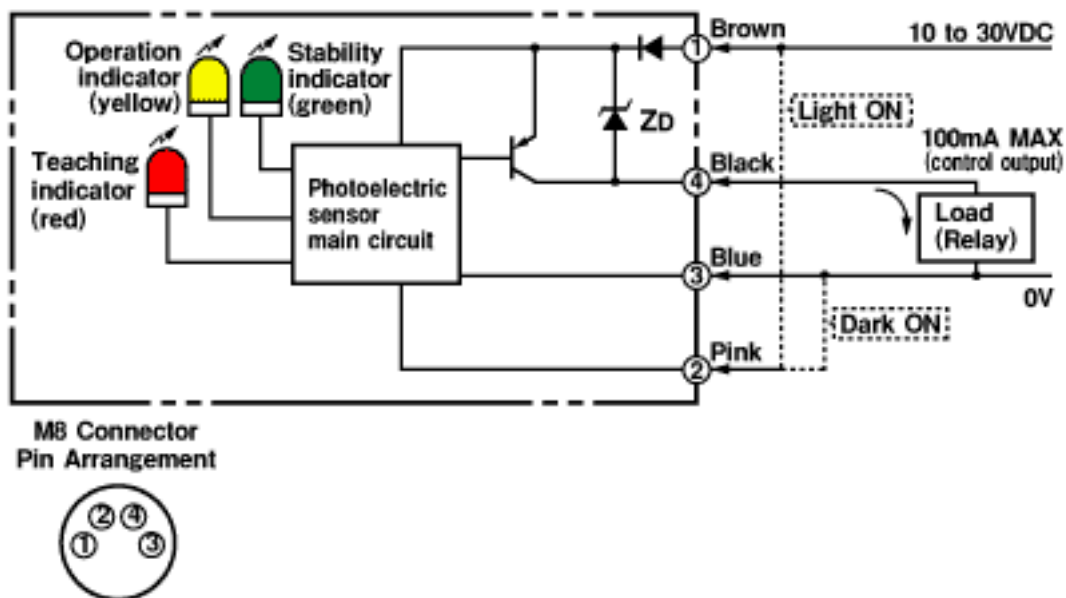 Operation
indicator
(yellow)
Stability
indicator
(green)
Teaching
indicator
(red)
Photoelectric
sensor
main circuit
ZD
1
Brown
10 to 30VDC
Light ON
100mA MAX
(control output)
4
Black
Load
(Relay)
3
Blue
0V
Dark ON
2
Pink
M8 Connector
Pin Arrangement
2 4
1 3